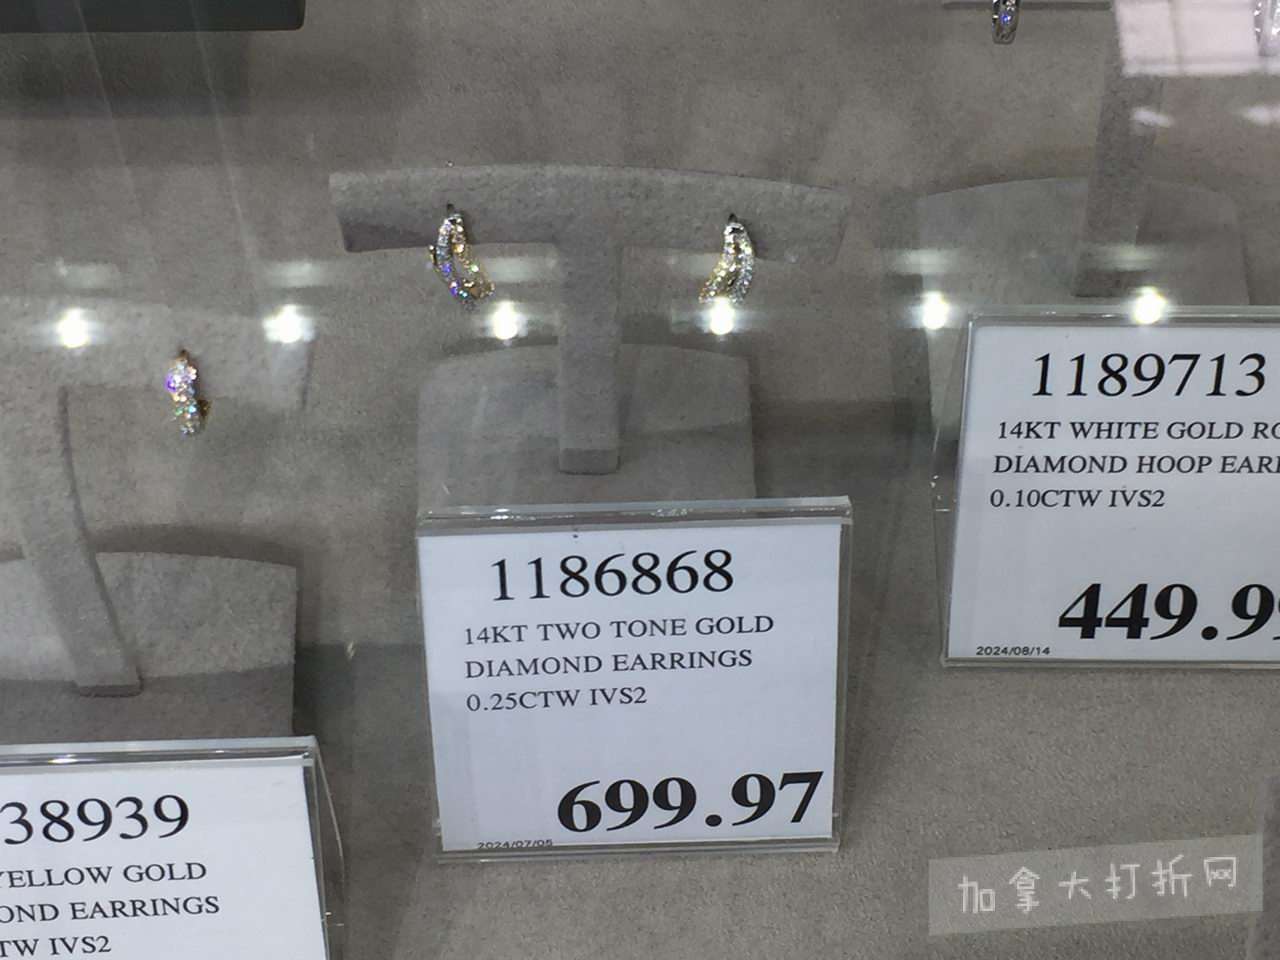 1186868
14KT TWO TONE GOLD
DIAMOND EARRINGS
0.25CTW IVS2
699.97
2024/07/05
1189713
14KT WHITE GOLD
DIAMOND HOOP
0.10CTW IVS2
449.9
2024/08/14
38939
YELLOW GOLD
OND EARRINGS
TW IVS2
加拿大打折网